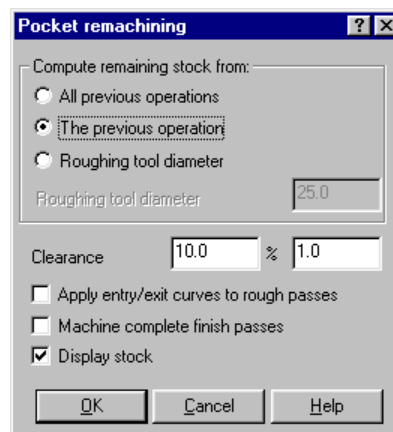 Pocket remachining
Compute remaining stock from:
All previous operations
The previous operation
Roughing tool diameter
Roughing tool diameter 25.0
Clearance 10.0 % 1.0
Apply entry/exit curves to rough passes
Machine complete finish passes
Display stock
OK Cancel Help